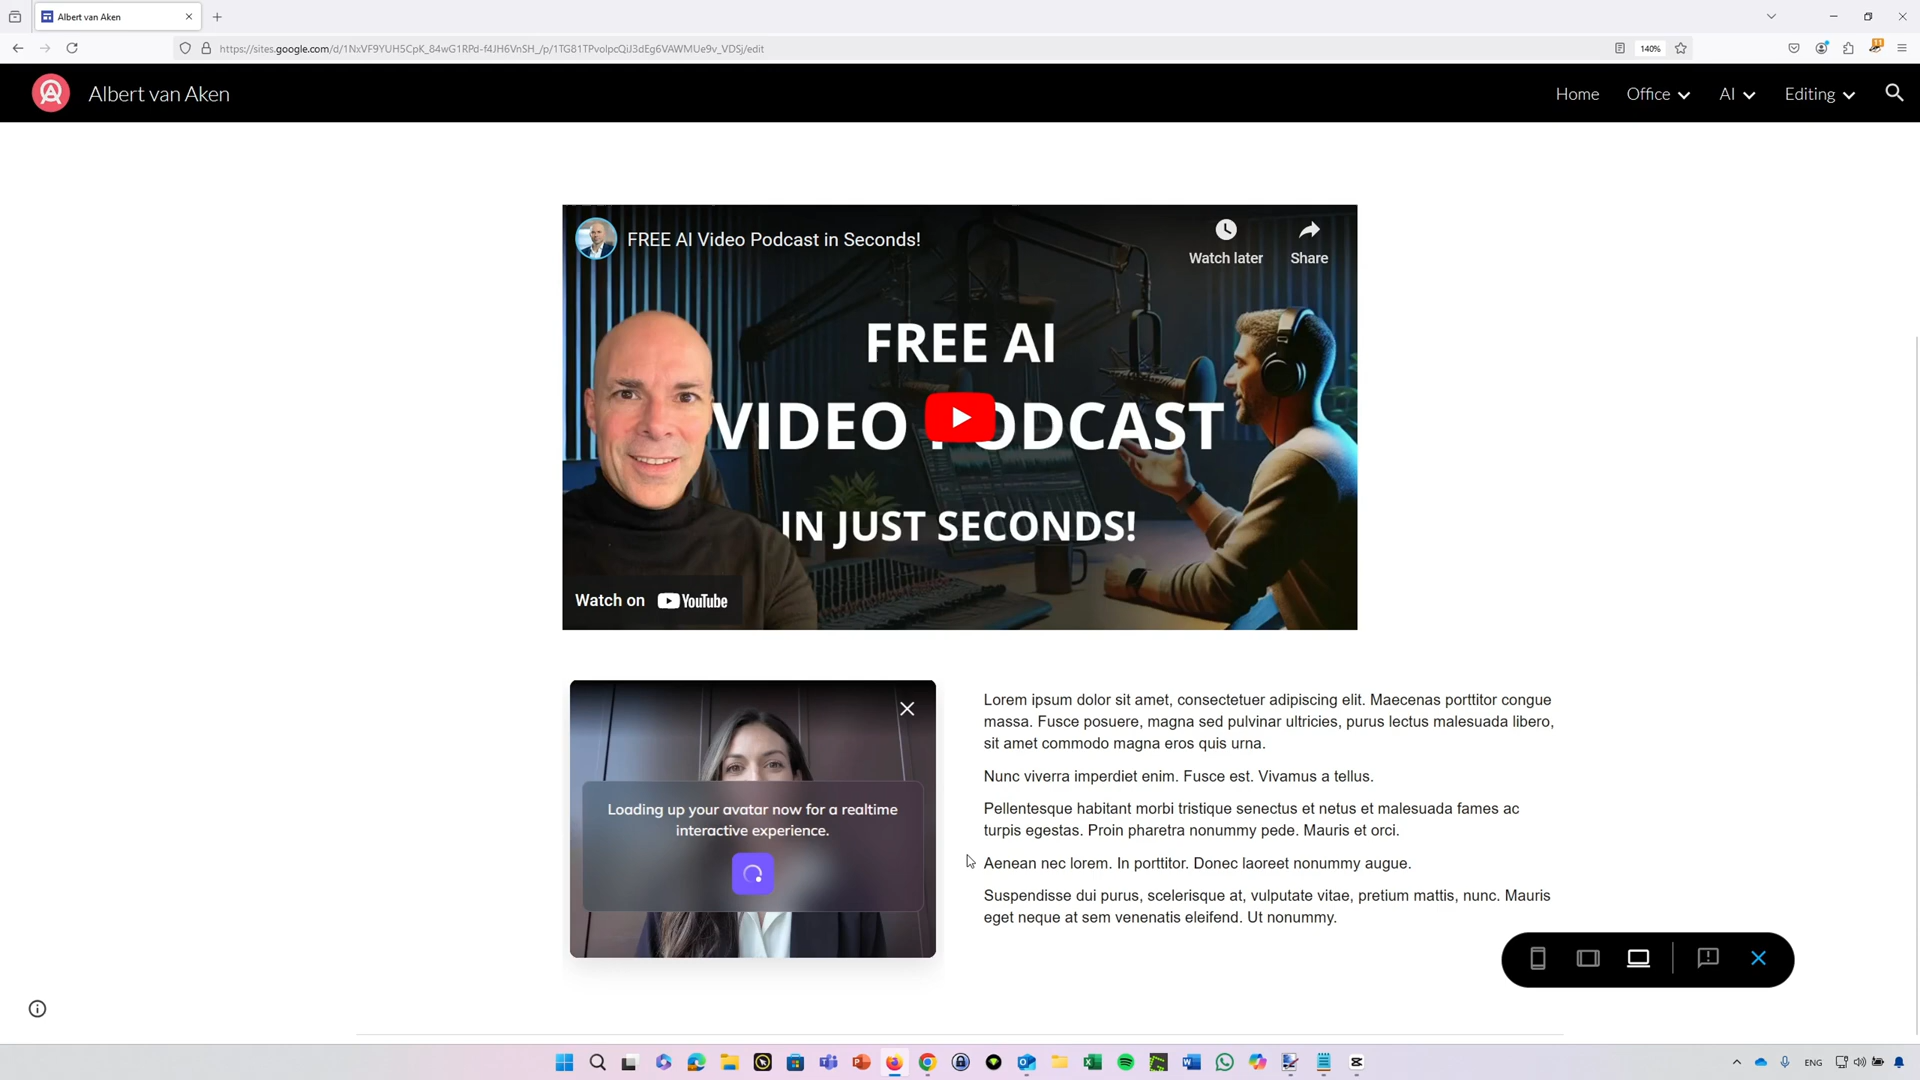 Albert van Aken
https://sites.google.com/d/1NxVF9YUH5CpK_84wG1RPd-f4JH6VnSH_/p/1TG81TPvolpcQiJ3dEg6VAWMUe9v_VDSj/edit
140%
Albert van Aken
Home
Office
AI
Editing
FREE AI Video Podcast in Seconds!
Watch later
Share
FREE AI
VIDEO PODCAST
IN JUST SECONDS!
Watch on YouTube
Loading up your avatar now for a realtime
interactive experience.
Lorem ipsum dolor sit amet, consectetuer adipiscing elit. Maecenas porttitor congue
massa. Fusce posuere, magna sed pulvinar ultricies, purus lectus malesuada libero,
sit amet commodo magna eros quis urna.
Nunc viverra imperdiet enim. Fusce est. Vivamus a tellus.
Pellentesque habitant morbi tristique senectus et netus et malesuada fames ac
turpis egestas. Proin pharetra nonummy pede. Mauris et orci.
Aenean nec lorem. In porttitor. Donec laoreet nonummy augue.
Suspendisse dui purus, scelerisque at, vulputate vitae, pretium mattis, nunc. Mauris
eget neque at sem venenatis eleifend. Ut nonummy.
ENG